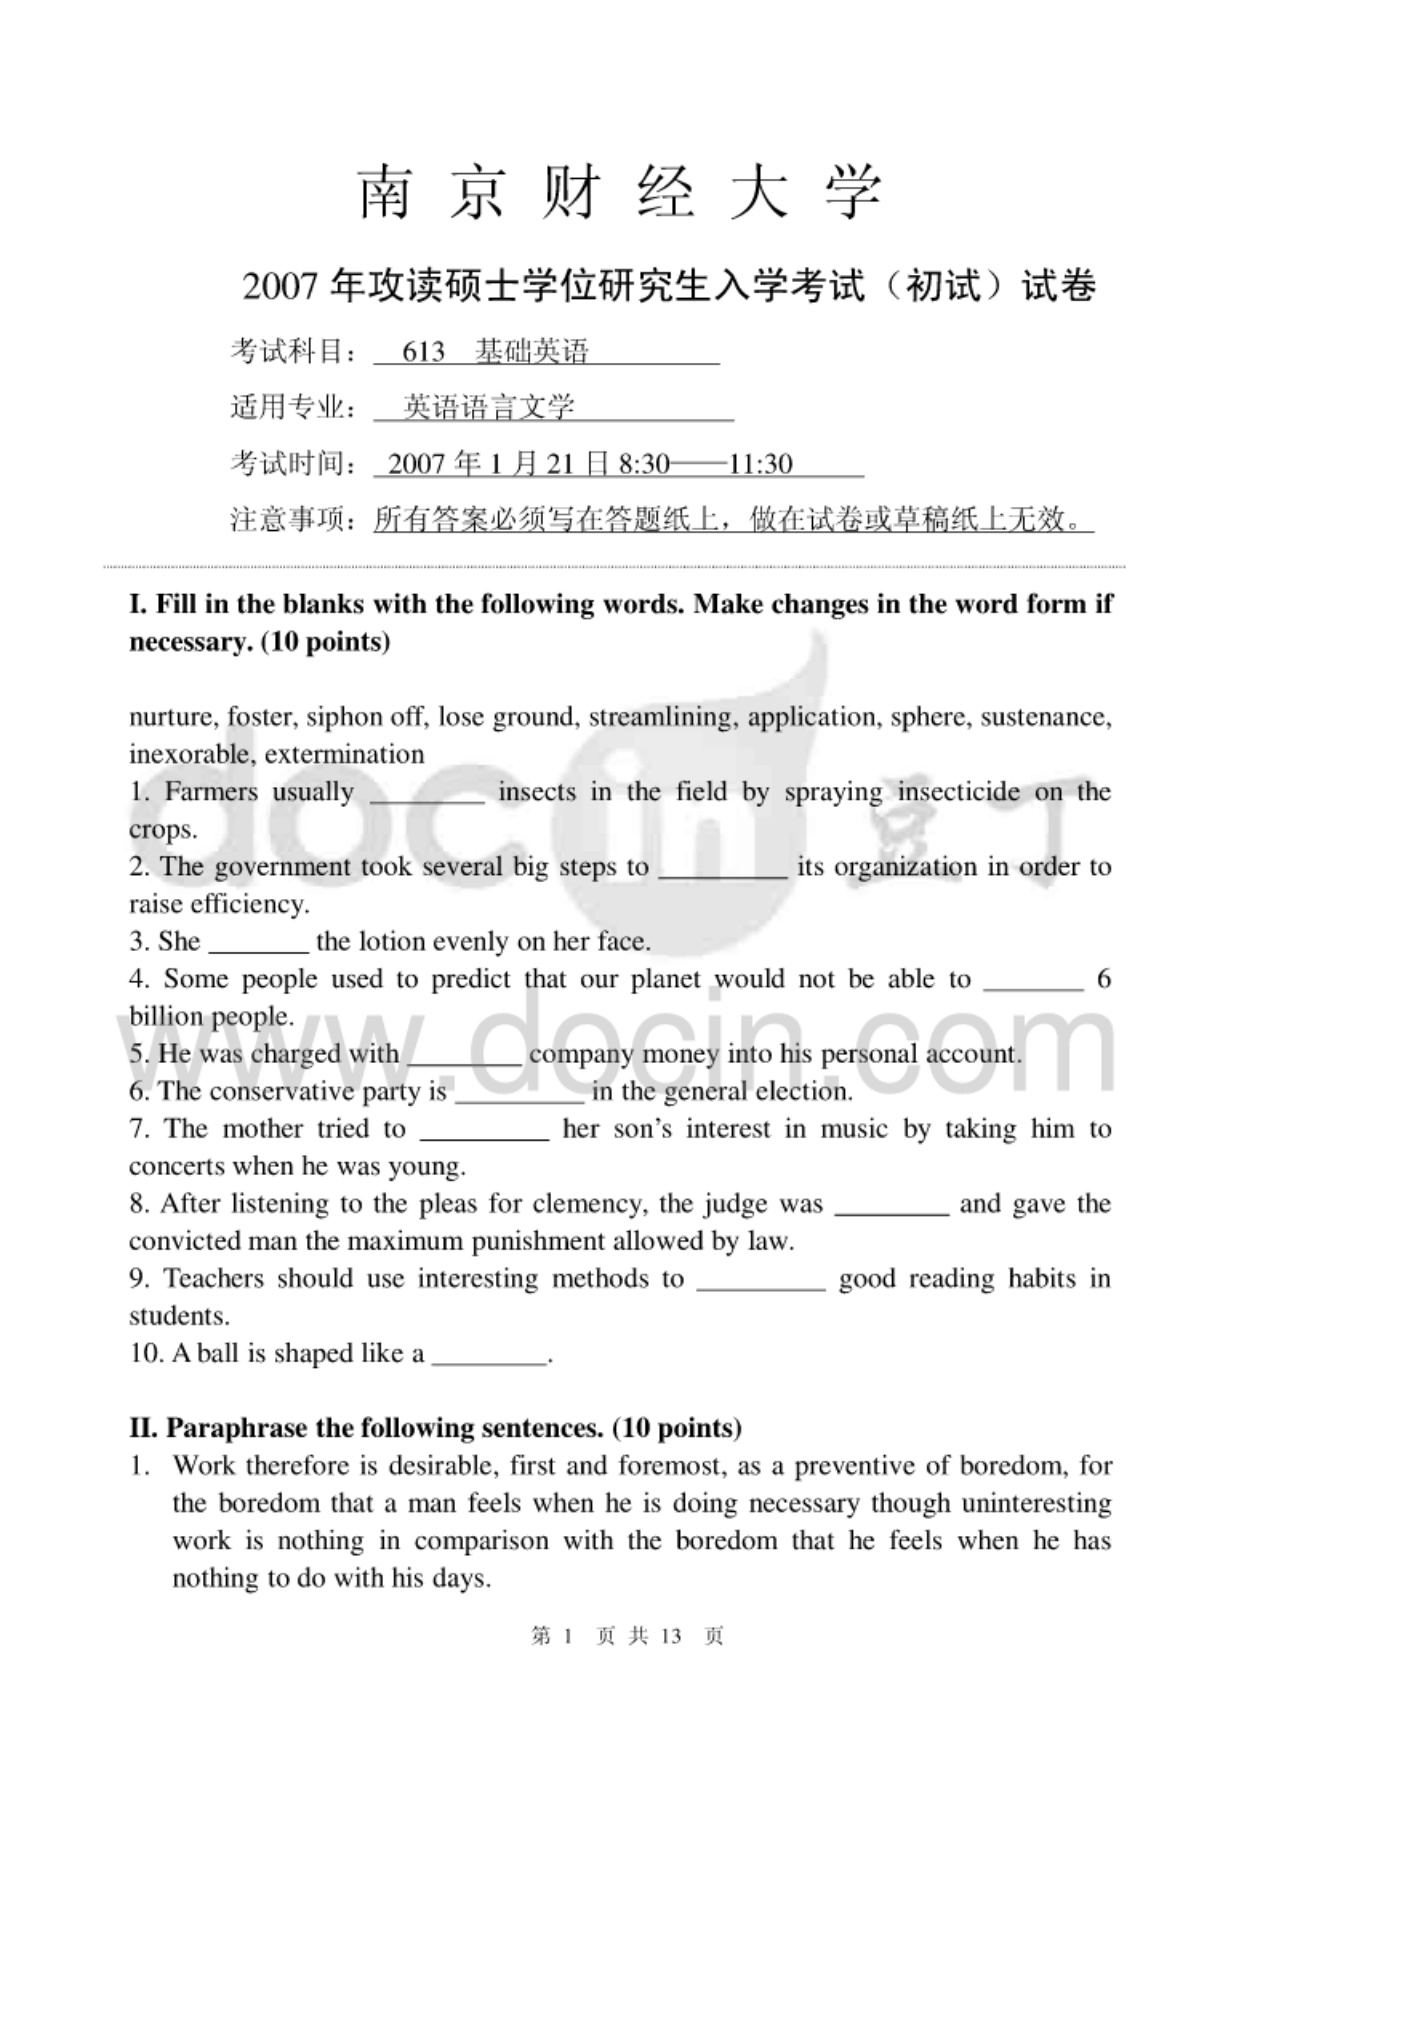 南京财经大学
2007 年攻读硕士学位研究生入学考试（初试）试卷
考试科目： 613 基础英语
适用专业： 英语语言文学
考试时间： 2007 年 1 月 21 日 8:30——11:30
注意事项：所有答案必须写在答题纸上，做在试卷或草稿纸上无效。
I. Fill in the blanks with the following words. Make changes in the word form if
necessary. (10 points)
nurture, foster, siphon off, lose ground, streamlining, application, sphere, sustenance,
inexorable, extermination
1. Farmers usually ________ insects in the field by spraying insecticide on the
crops.
2. The government took several big steps to _________ its organization in order to
raise efficiency.
3. She _______ the lotion evenly on her face.
4. Some people used to predict that our planet would not be able to _______ 6
billion people.
5. He was charged with ________ company money into his personal account.
6. The conservative party is _________ in the general election.
7. The mother tried to _________ her son's interest in music by taking him to
concerts when he was young.
8. After listening to the pleas for clemency, the judge was ________ and gave the
convicted man the maximum punishment allowed by law.
9. Teachers should use interesting methods to _________ good reading habits in
students.
10. A ball is shaped like a ________.
II. Paraphrase the following sentences. (10 points)
1. Work therefore is desirable, first and foremost, as a preventive of boredom, for
the boredom that a man feels when he is doing necessary though uninteresting
work is nothing in comparison with the boredom that he feels when he has
nothing to do with his days.
第 1 页 共 13 页
docin 豆丁
www.docin.com